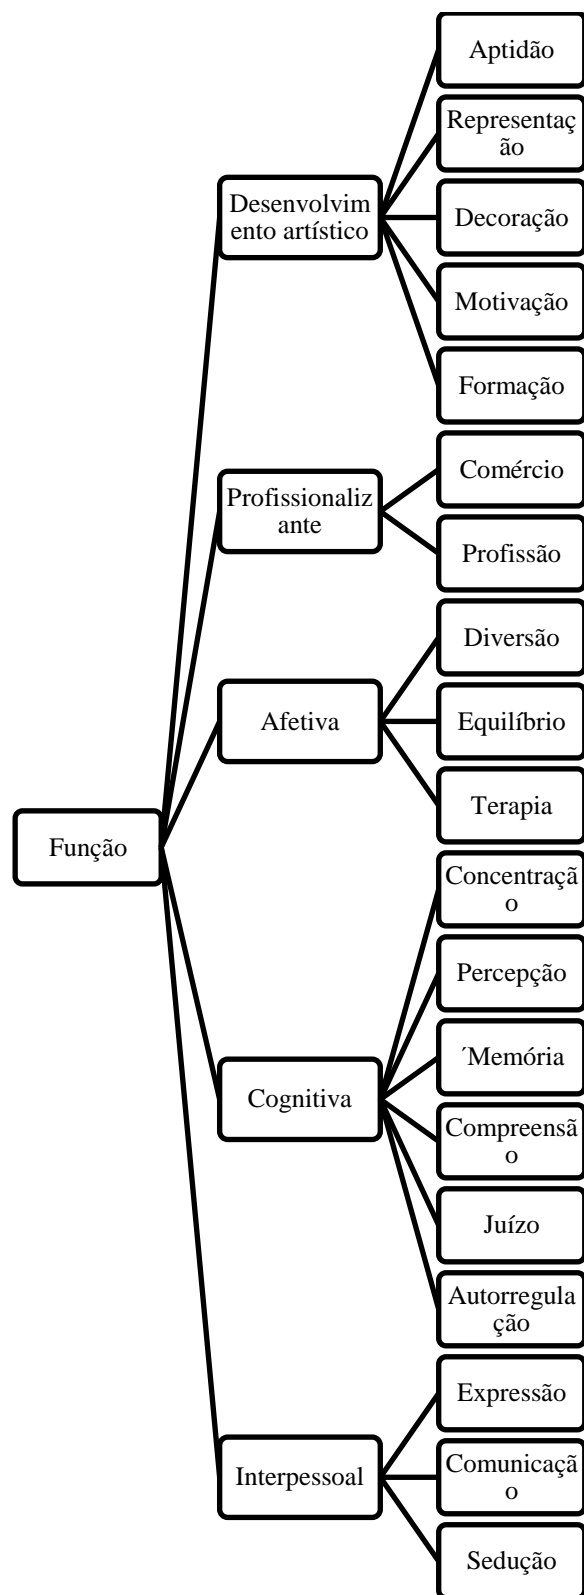 Aptidão
Representaç
ão
Desenvolvim
ento artístico
Decoração
Motivação
Formação
Profissionaliz
ante
Comércio
Profissão
Diversão
Afetiva
Equilíbrio
Terapia
Função
Concentraçã
o
Percepção
Cognitiva
´Memória
Compreensã
o
Juízo
Autorregula
ção
Expressão
Interpessoal
Comunicaçã
o
Sedução